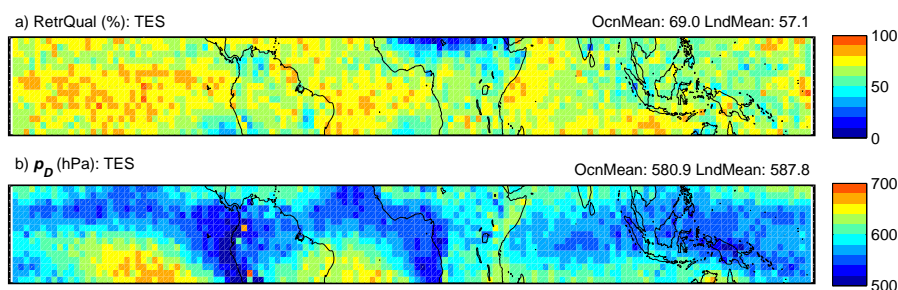 a) RetrQual (%): TES
OcnMean: 69.0 LndMean: 57.1
100
50
0
b) p_D (hPa): TES
OcnMean: 580.9 LndMean: 587.8
700
600
500